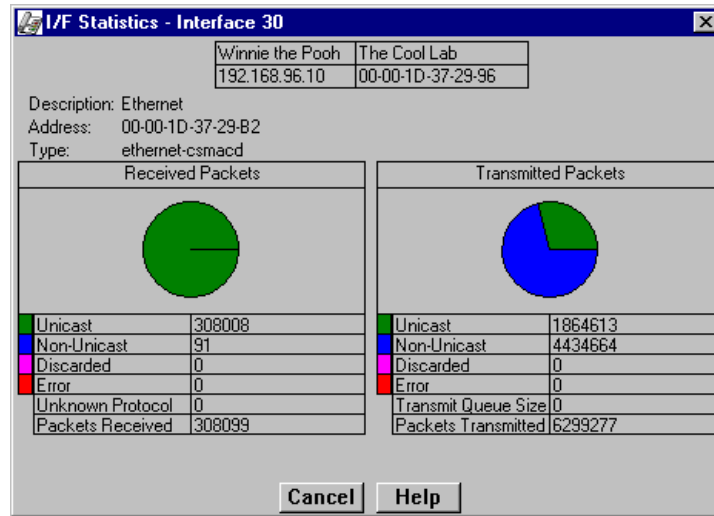 I/F Statistics - Interface 30
Winnie the Pooh The Cool Lab
192.168.96.10 00-00-1D-37-29-96
Description: Ethernet
Address: 00-00-1D-37-29-B2
Type: ethernet-csmacd
Received Packets
Unicast 308008
Non-Unicast 91
Discarded 0
Error 0
Unknown Protocol 0
Packets Received 308099
Transmitted Packets
Unicast 1864613
Non-Unicast 4434664
Discarded 0
Error 0
Transmit Queue Size 0
Packets Transmitted 6299277
Cancel Help